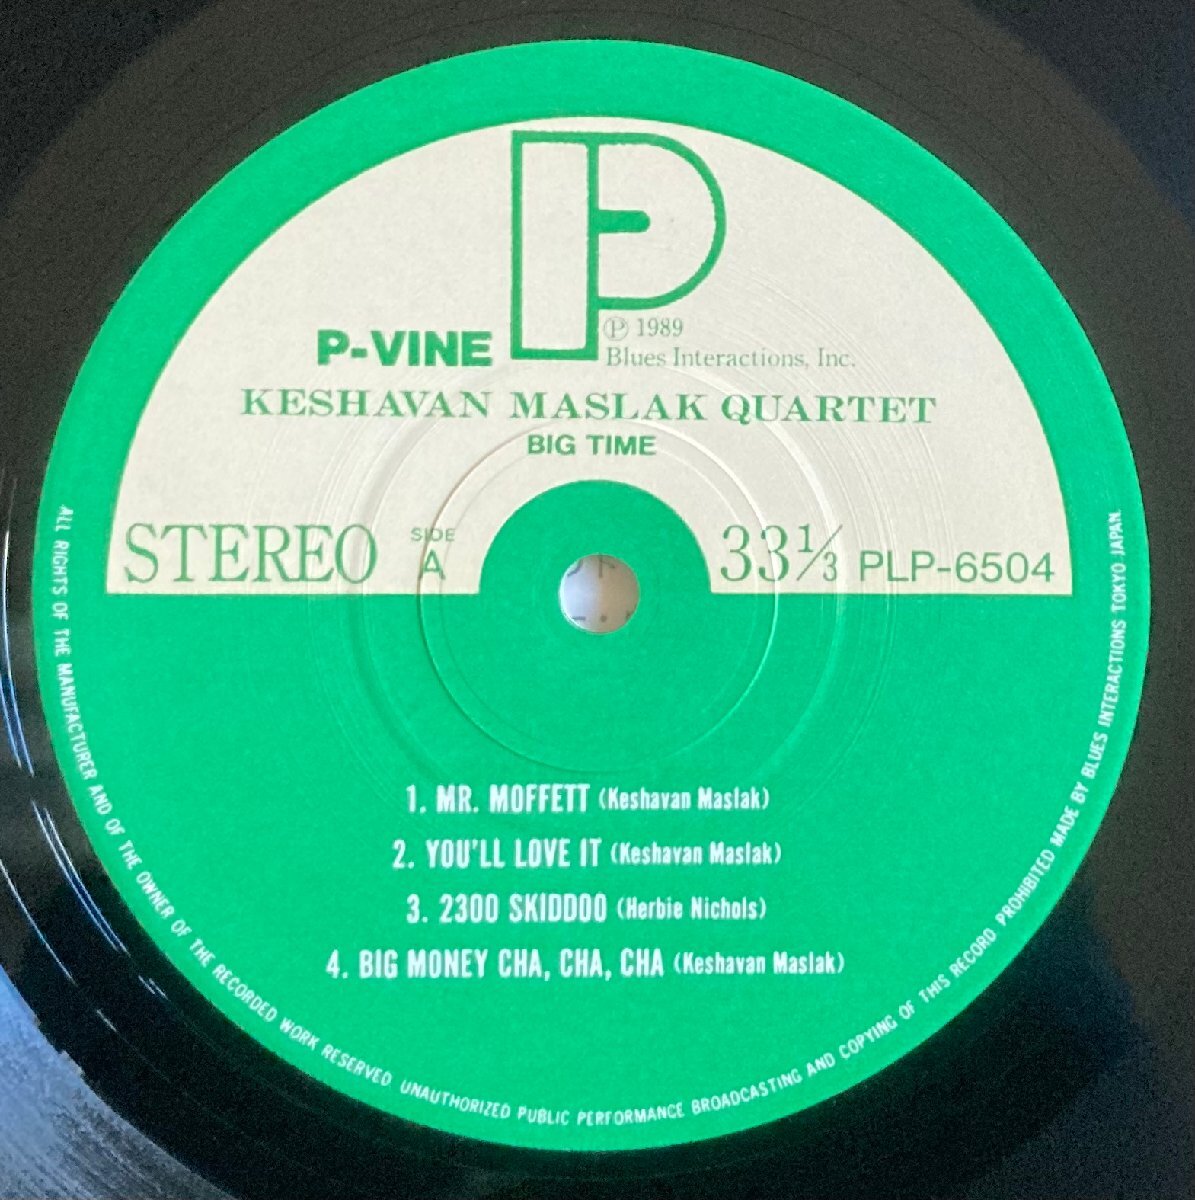 P
P-VINE
℗ 1989
Blues Interactions, Inc.
KESHAVAN MASLAK QUARTET
BIG TIME
STEREO
SIDE
A
33⅓ PLP-6504
1. MR. MOFFETT (Keshavan Maslak)
2. YOU'LL LOVE IT (Keshavan Maslak)
3. 2300 SKIDDOO (Herbie Nichols)
4. BIG MONEY CHA, CHA, CHA (Keshavan Maslak)
ALL RIGHTS OF THE MANUFACTURER AND OF THE OWNER OF THE RECORDED WORK RESERVED UNAUTHORIZED PUBLIC PERFORMANCE BROADCASTING AND COPYING OF THIS RECORD PROHIBITED MADE BY BLUES INTERACTIONS TOKYO JAPAN.